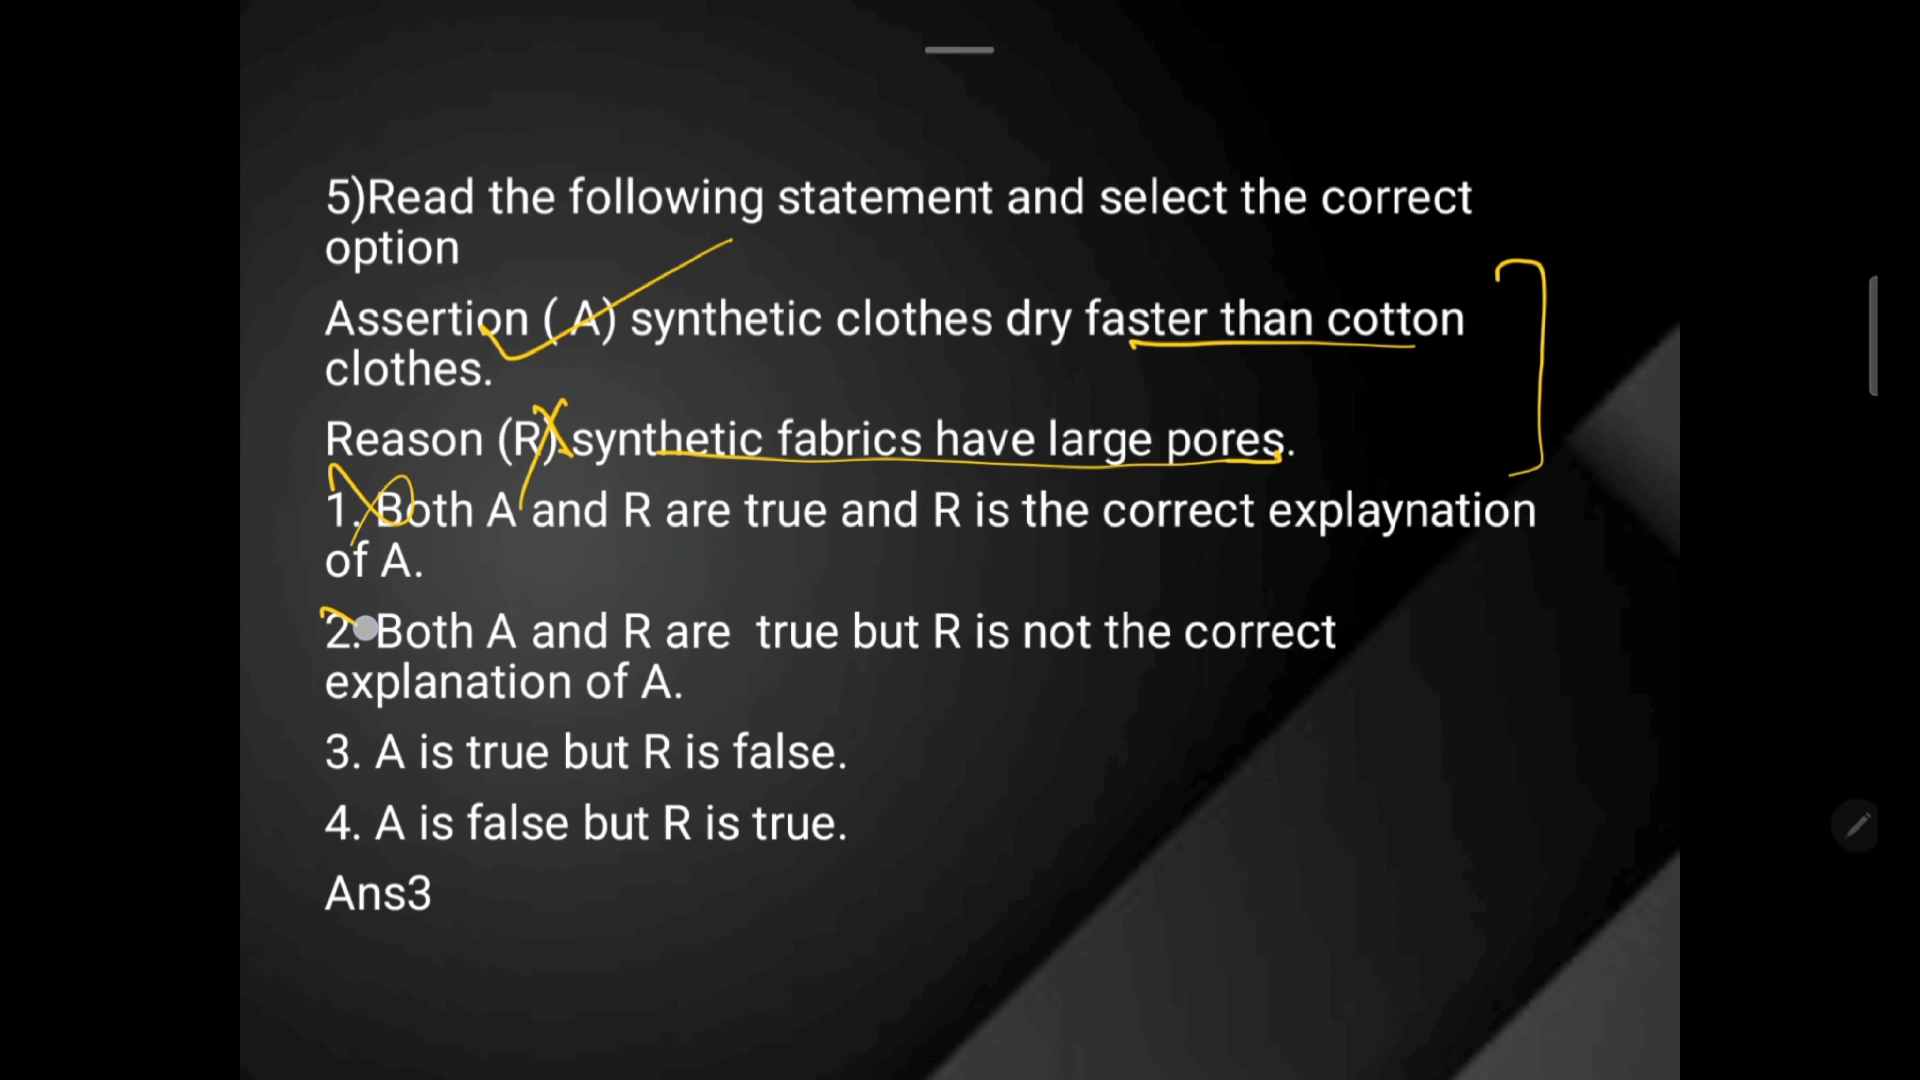 5)Read the following statement and select the correct
option
Assertion ( A) synthetic clothes dry faster than cotton
clothes.
Reason (R).synthetic fabrics have large pores.
1. Both A and R are true and R is the correct explaynation
of A.
2. Both A and R are  true but R is not the correct
explanation of A.
3. A is true but R is false.
4. A is false but R is true.
Ans3